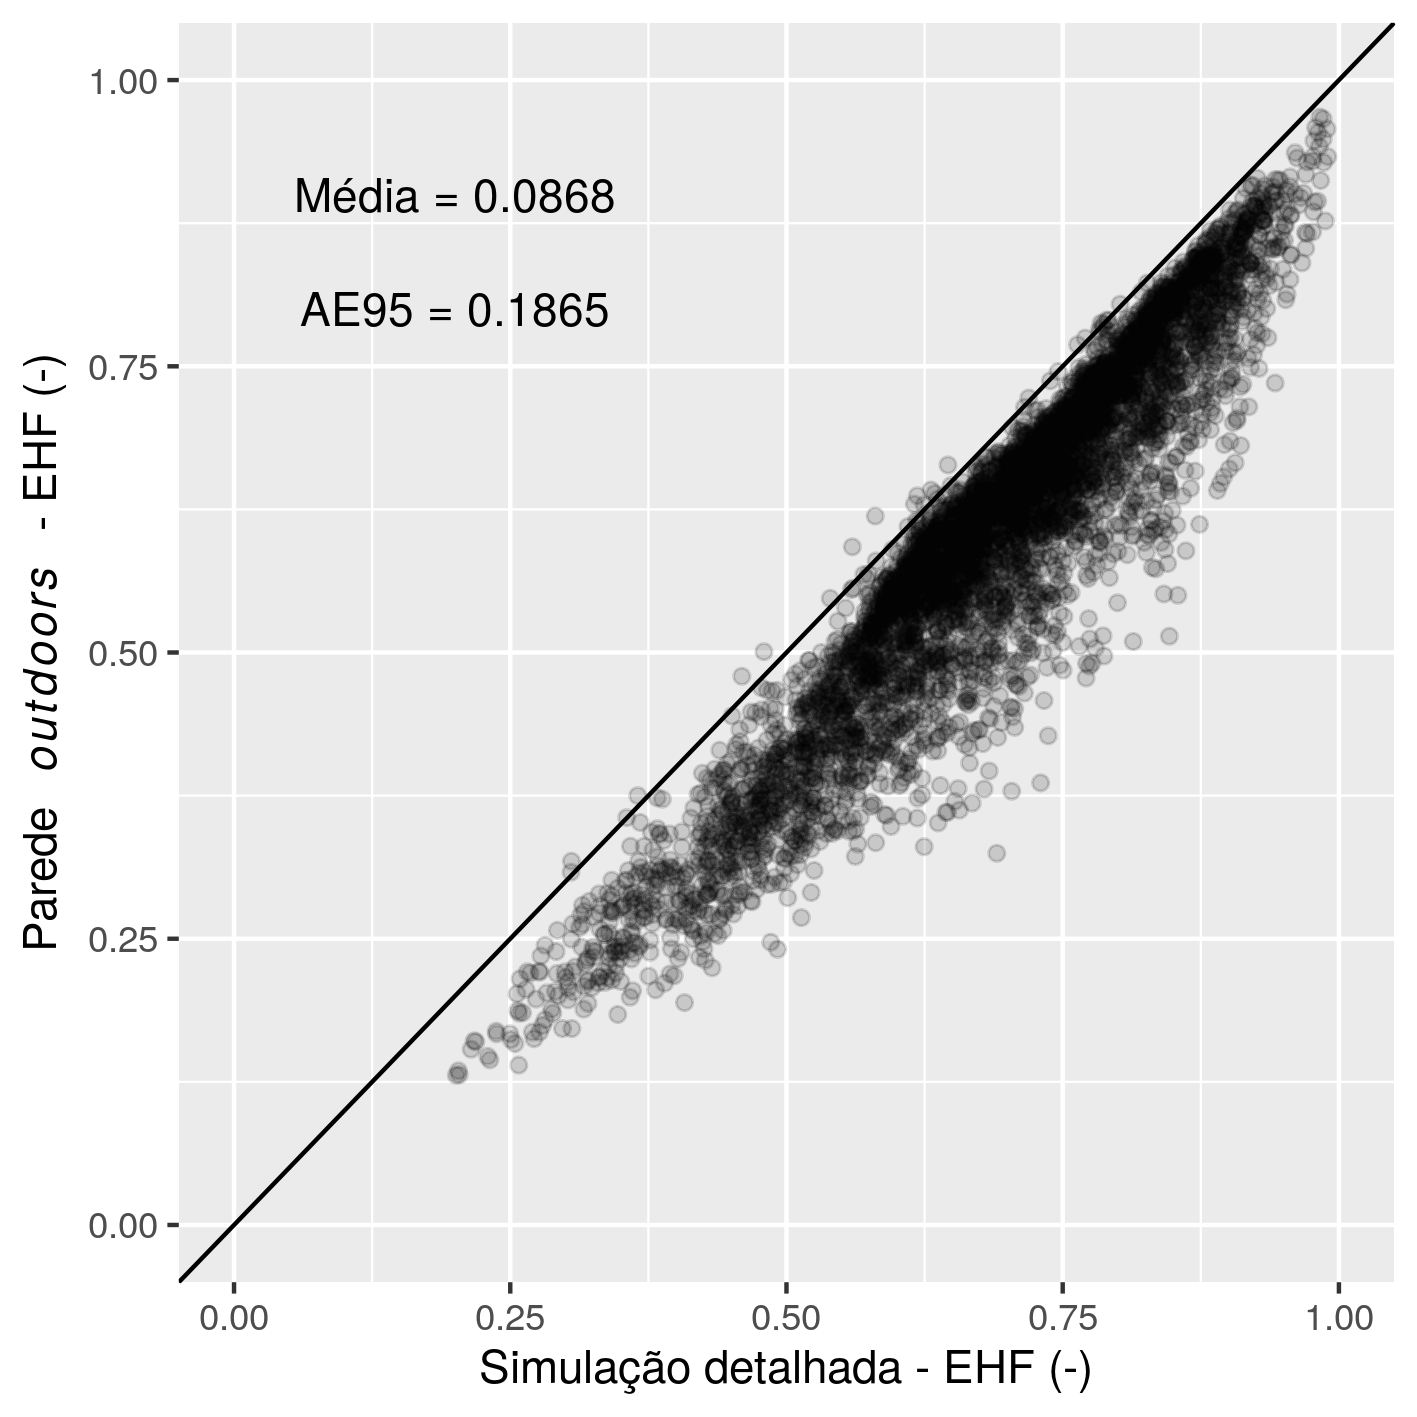 1.00
0.75
0.50
0.25
0.00
Parede outdoors - EHF (-)
Média = 0.0868
AE95 = 0.1865
0.00 0.25 0.50 0.75 1.00
Simulação detalhada - EHF (-)